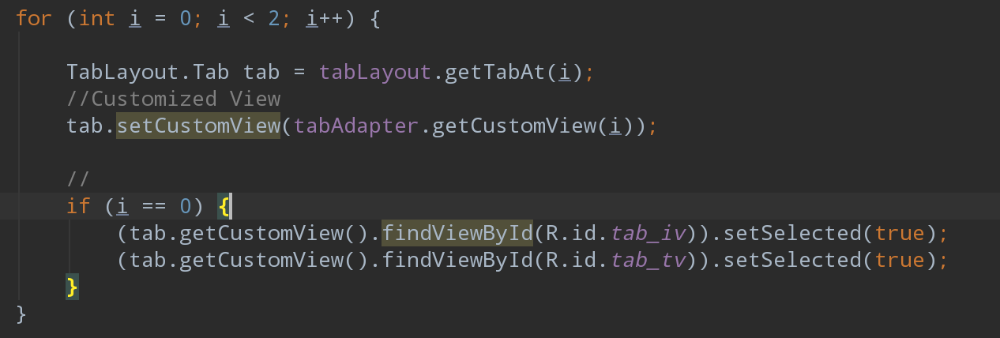 for (int i = 0; i < 2; i++) {
TabLayout.Tab tab = tabLayout.getTabAt(i);
//Customized View
tab.setCustomView(tabAdapter.getCustomView(i));
//
if (i == 0) {
(tab.getCustomView().findViewById(R.id.tab_iv)).setSelected(true);
(tab.getCustomView().findViewById(R.id.tab_tv)).setSelected(true);
}
}